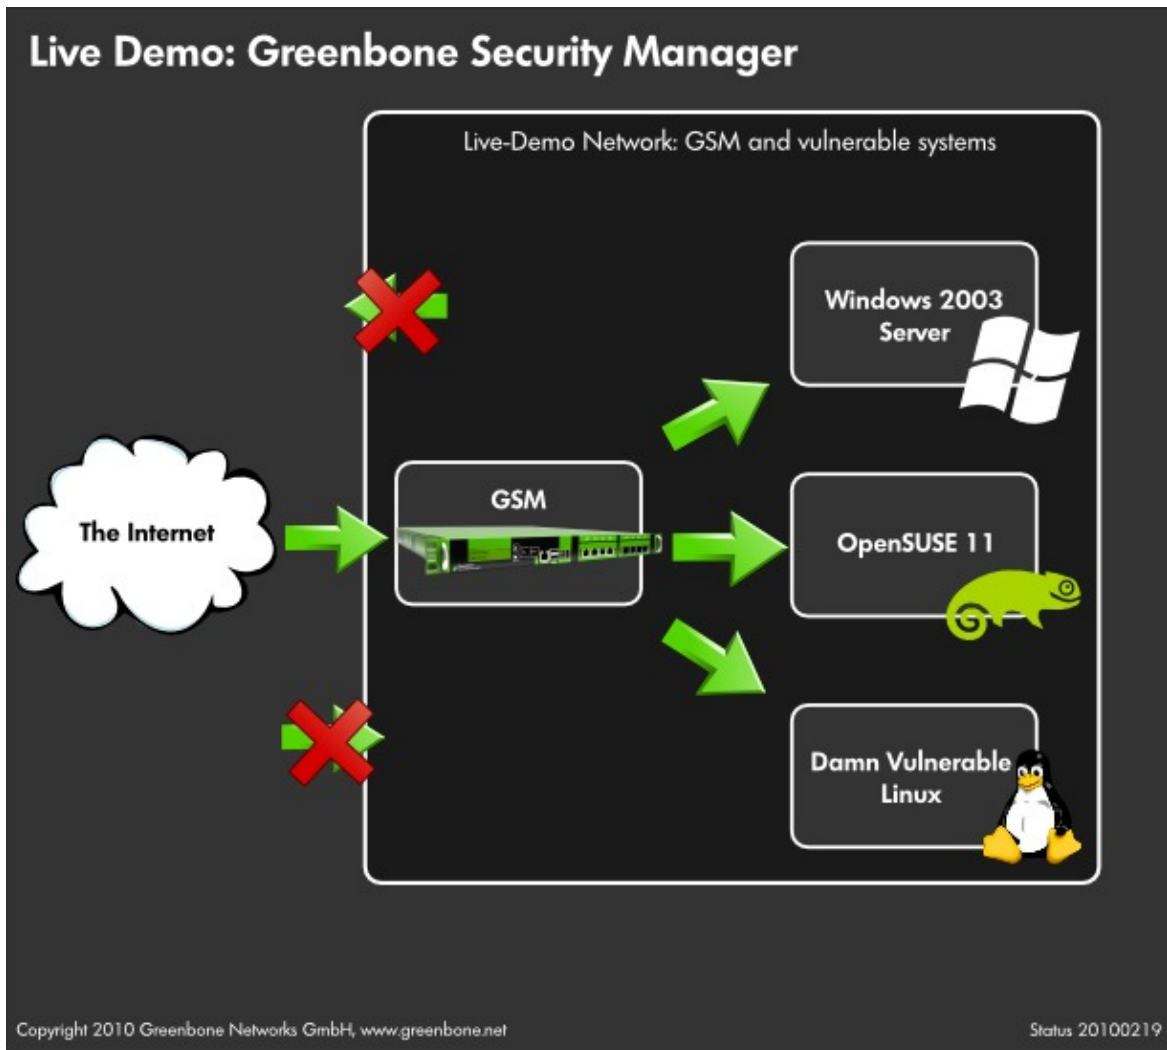 Live Demo: Greenbone Security Manager
Live-Demo Network: GSM and vulnerable systems
Windows 2003
Server
The Internet
GSM
OpenSUSE 11
Damn Vulnerable
Linux
Copyright 2010 Greenbone Networks GmbH, www.greenbone.net
Status 20100219